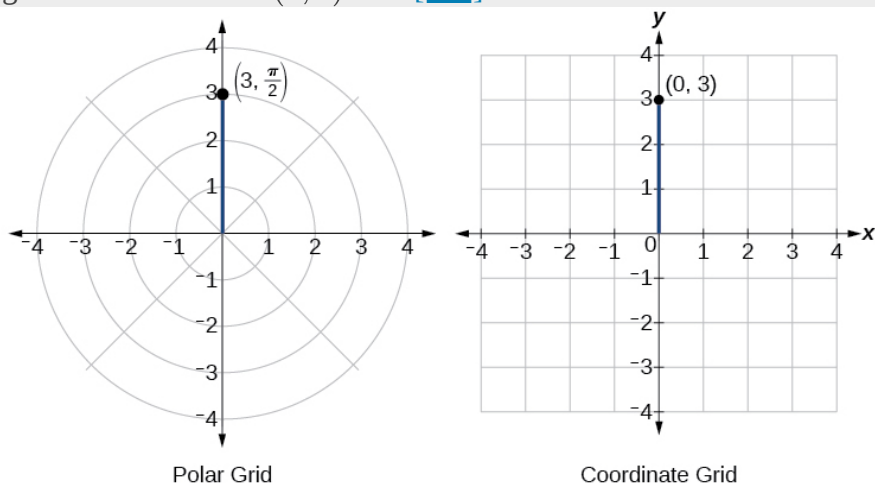 4
(3, π/2)
3
2
1
-4 -3 -2 -1 1 2 3 4
-1
-2
-3
-4
Polar Grid
y
4
3 (0, 3)
2
1
-4 -3 -2 -1 0 1 2 3 4 x
-1
-2
-3
-4
Coordinate Grid